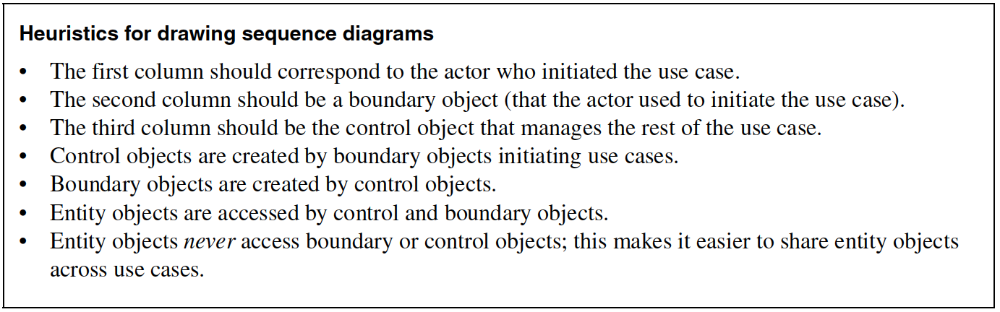 Heuristics for drawing sequence diagrams
• The first column should correspond to the actor who initiated the use case.
• The second column should be a boundary object (that the actor used to initiate the use case).
• The third column should be the control object that manages the rest of the use case.
• Control objects are created by boundary objects initiating use cases.
• Boundary objects are created by control objects.
• Entity objects are accessed by control and boundary objects.
• Entity objects never access boundary or control objects; this makes it easier to share entity objects
across use cases.